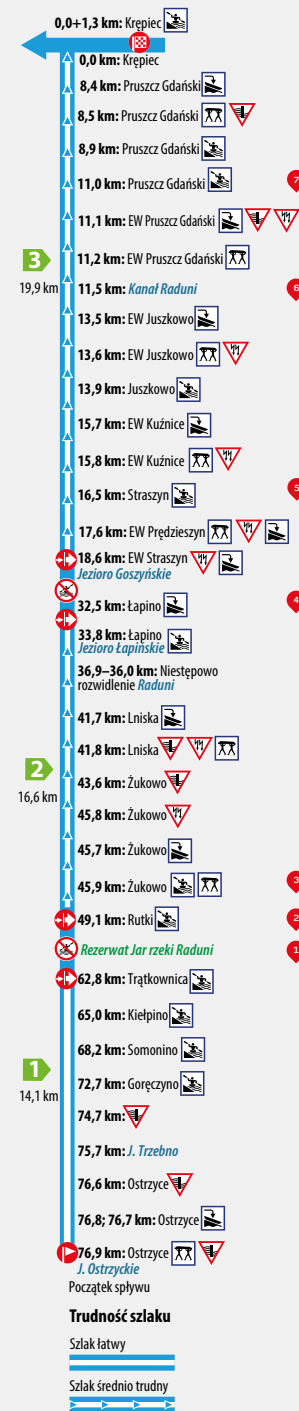 0,0+1,3 km: Krępiec
0,0 km: Krępiec
8,4 km: Pruszcz Gdański
8,5 km: Pruszcz Gdański
8,9 km: Pruszcz Gdański
11,0 km: Pruszcz Gdański
7
11,1 km: EW Pruszcz Gdański
11,2 km: EW Pruszcz Gdański
3
19,9 km
11,5 km: Kanał Raduni
6
13,5 km: EW Juszkowo
13,6 km: EW Juszkowo
13,9 km: Juszkowo
15,7 km: EW Kuźnice
15,8 km: EW Kuźnice
16,5 km: Straszyn
5
17,6 km: EW Prędzieszyn
18,6 km: EW Straszyn
Jezioro Goszyńskie
32,5 km: Łapino
4
33,8 km: Łapino
Jezioro Łapińskie
36,9–36,0 km: Niestępowo
rozwidlenie Raduni
41,7 km: Lniska
41,8 km: Lniska
2
16,6 km
43,6 km: Żukowo
45,8 km: Żukowo
45,7 km: Żukowo
45,9 km: Żukowo
3
49,1 km: Rutki
2
Rezerwat Jar rzeki Raduni
1
62,8 km: Trątkownica
65,0 km: Kiełpino
68,2 km: Somonino
1
14,1 km
72,7 km: Goręczyno
74,7 km:
75,7 km: J. Trzebno
76,6 km: Ostrzyce
76,8; 76,7 km: Ostrzyce
76,9 km: Ostrzyce
J. Ostrzyckie
Początek spływu
Trudność szlaku
Szlak łatwy
Szlak średnio trudny